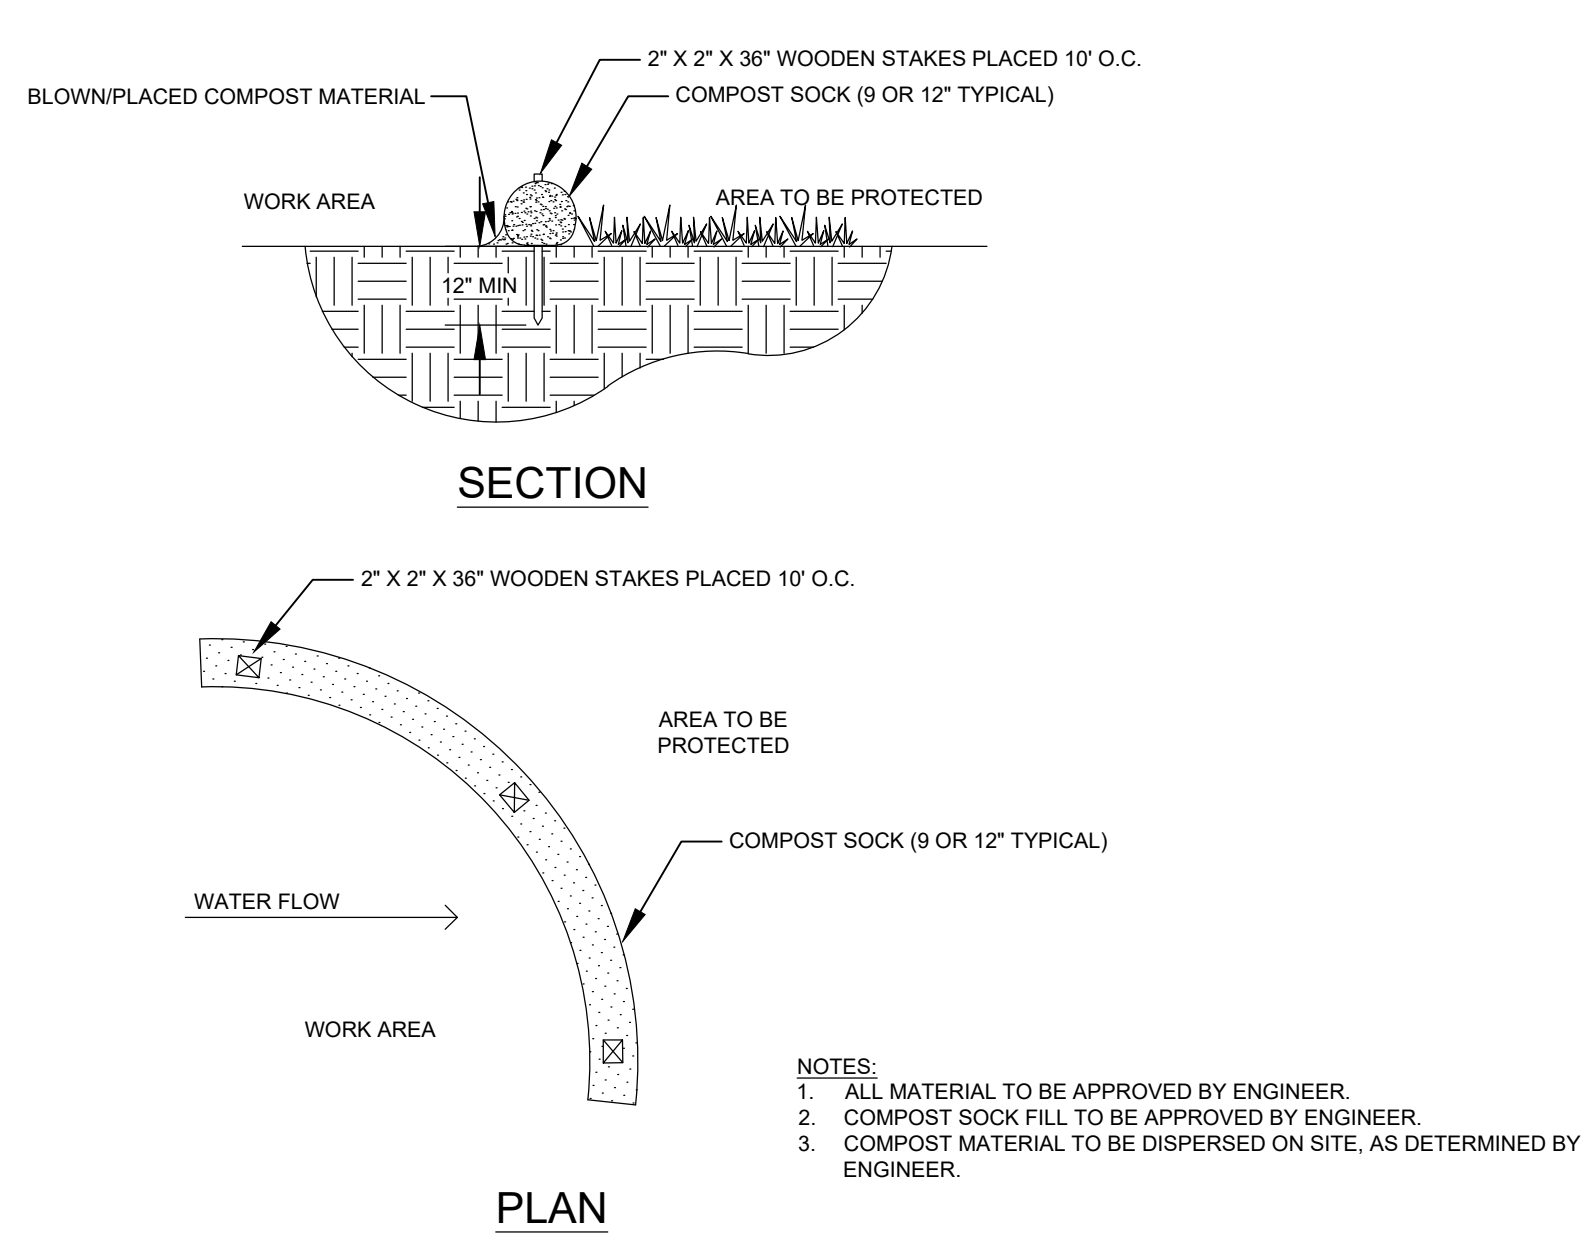 2" X 2" X 36" WOODEN STAKES PLACED 10' O.C.
BLOWN/PLACED COMPOST MATERIAL
COMPOST SOCK (9 OR 12" TYPICAL)
WORK AREA
AREA TO BE PROTECTED
12" MIN
SECTION
2" X 2" X 36" WOODEN STAKES PLACED 10' O.C.
AREA TO BE
PROTECTED
COMPOST SOCK (9 OR 12" TYPICAL)
WATER FLOW
WORK AREA
NOTES:
1. ALL MATERIAL TO BE APPROVED BY ENGINEER.
2. COMPOST SOCK FILL TO BE APPROVED BY ENGINEER.
3. COMPOST MATERIAL TO BE DISPERSED ON SITE, AS DETERMINED BY
ENGINEER.
PLAN